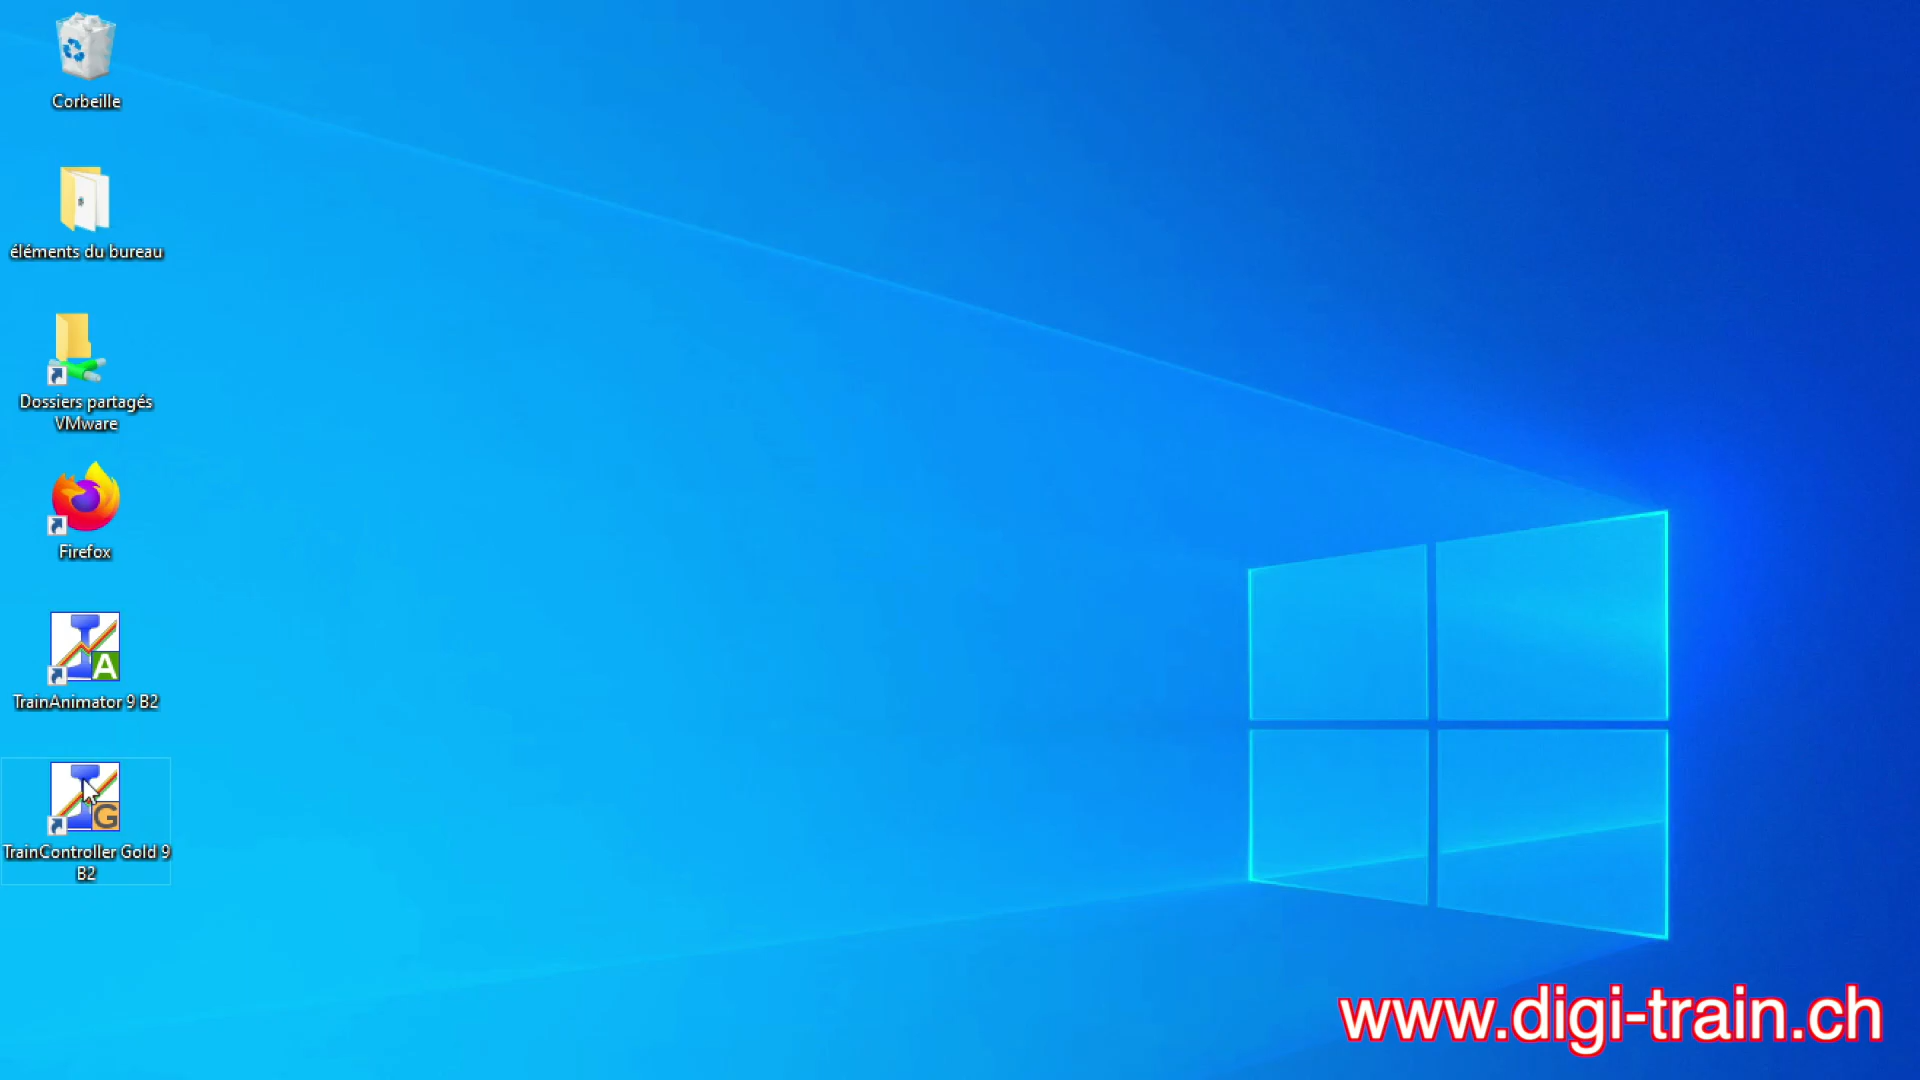 Corbeille
éléments du bureau
Dossiers partagés
VMware
Firefox
A
TrainAnimator 9 B2
G
TrainController Gold 9
B2
www.digi-train.ch